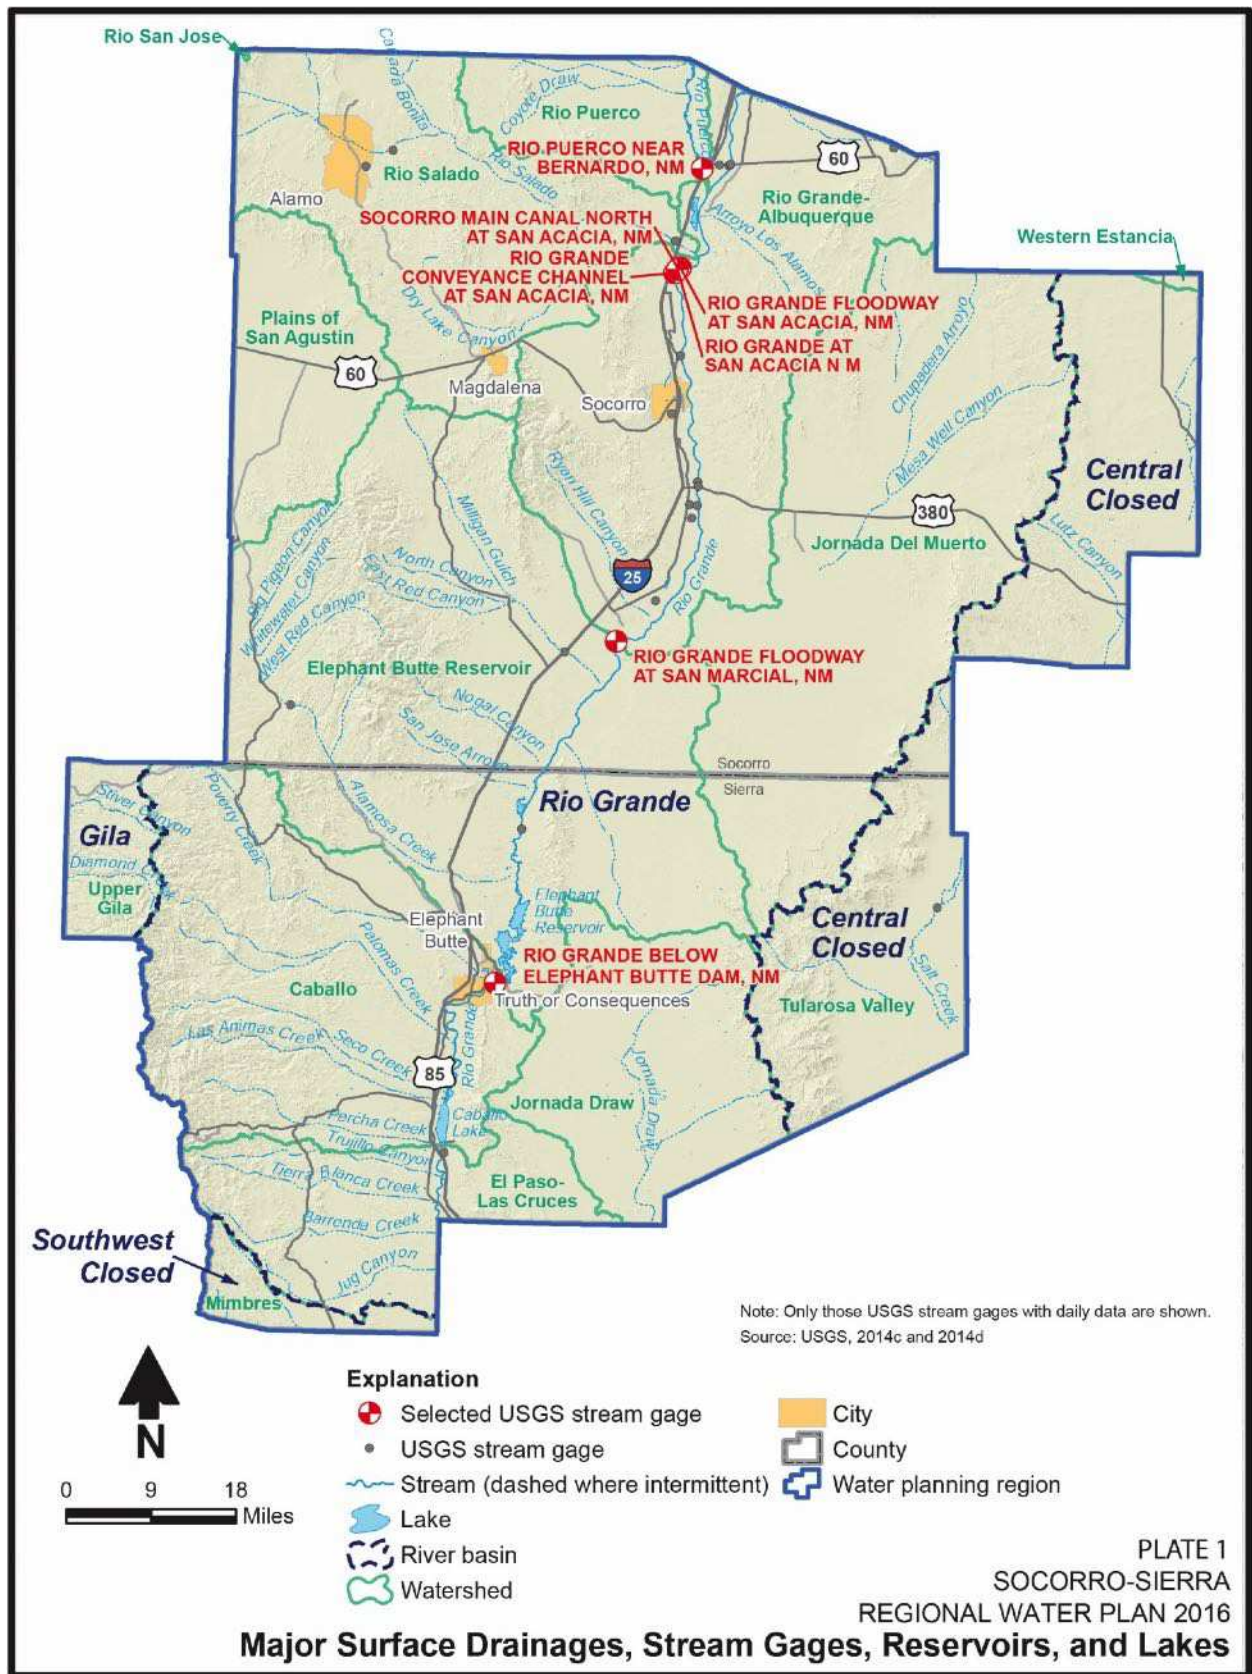 Rio San Jose
Cañada Bonita
Coyote Draw
Rio Puerco
Rio Puerco
RIO PUERCO NEAR
BERNARDO, NM
60
Rio Salado
Rio Salado
Alamo
Rio Grande-
Albuquerque
SOCORRO MAIN CANAL NORTH
AT SAN ACACIA, NM
Arroyo Los Alamos
Western Estancia
RIO GRANDE
CONVEYANCE CHANNEL
AT SAN ACACIA, NM
RIO GRANDE FLOODWAY
AT SAN ACACIA, NM
RIO GRANDE AT
SAN ACACIA N M
Dry Lake Canyon
Plains of
San Agustin
60
Magdalena
Socorro
Chupadera Arroyo
Mesa Well Canyon
Central
Closed
380
Jornada Del Muerto
Lutz Canyon
Ryan Hill Canyon
Milligan Gulch
North Canyon
East Red Canyon
Big Pigeon Canyon
Whitewater Canyon
West Red Canyon
25
Rio Grande
Elephant Butte Reservoir
RIO GRANDE FLOODWAY
AT SAN MARCIAL, NM
Nogal Canyon
San Jose Arroyo
Socorro
Sierra
Rio Grande
Stiver Canyon
Gila
Diamond
Upper
Gila
Poverty Creek
Alamosa Creek
Elephant
Butte
Reservoir
Elephant
Butte
Central
Closed
RIO GRANDE BELOW
ELEPHANT BUTTE DAM, NM
Truth or Consequences
Palomas Creek
Caballo
Tularosa Valley
Salt Creek
Las Animas Creek
Seco Creek
Rio Grande
85
Jornada Draw
Jornada Draw
Percha Creek
Caballo
Lake
Trujillo Canyon
Tierra Blanca Creek
El Paso-
Las Cruces
Barrenda Creek
Southwest
Closed
Jug Canyon
Mimbres
Note: Only those USGS stream gages with daily data are shown.
Source: USGS, 2014c and 2014d
N
0 9 18
Miles
Explanation
Selected USGS stream gage
USGS stream gage
Stream (dashed where intermittent)
Lake
River basin
Watershed
City
County
Water planning region
PLATE 1
SOCORRO-SIERRA
REGIONAL WATER PLAN 2016
Major Surface Drainages, Stream Gages, Reservoirs, and Lakes